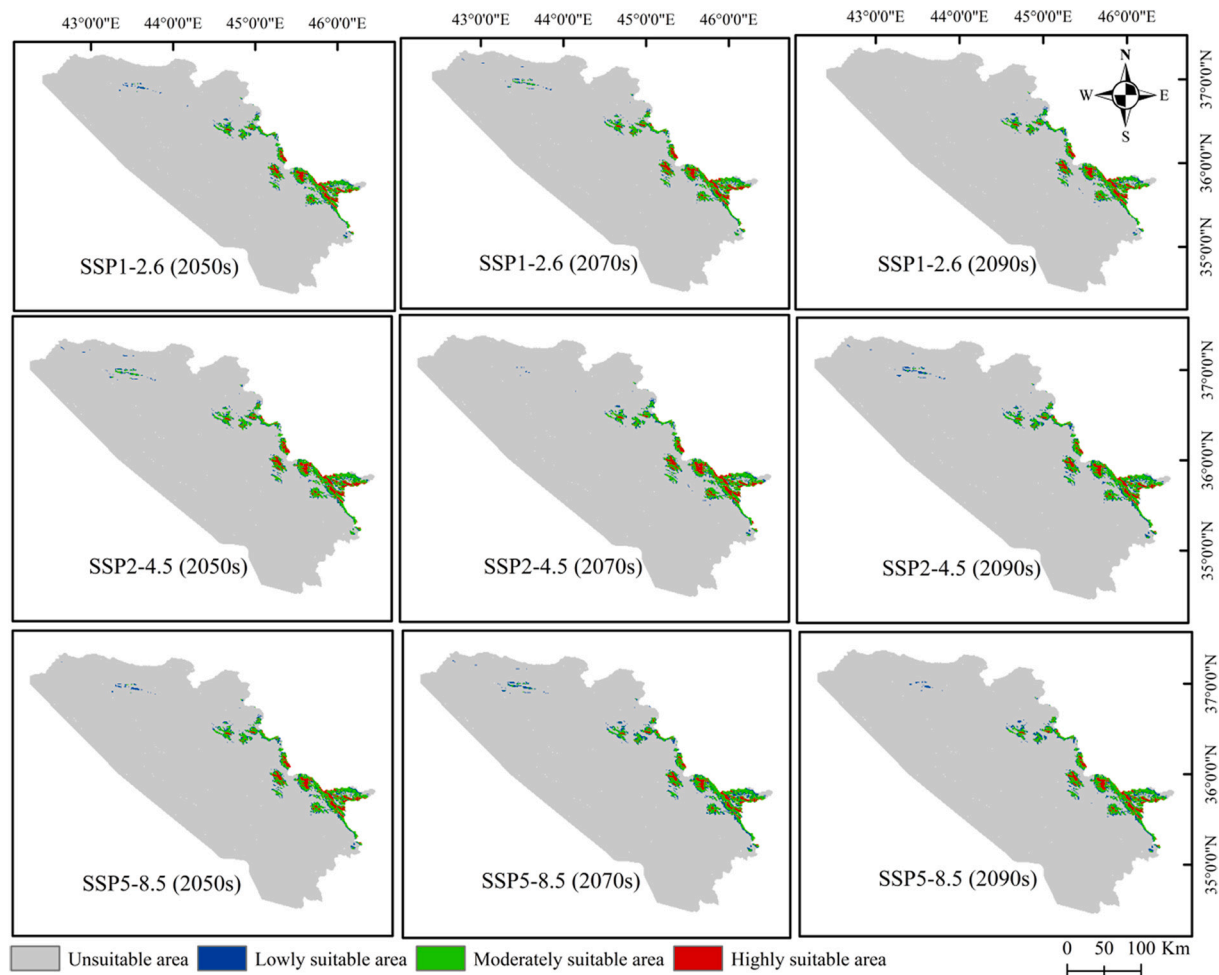 43°0'0"E 44°0'0"E 45°0'0"E 46°0'0"E 43°0'0"E 44°0'0"E 45°0'0"E 46°0'0"E 43°0'0"E 44°0'0"E 45°0'0"E 46°0'0"E
N
W E
S
37°0'0"N
36°0'0"N
35°0'0"N
SSP1-2.6 (2050s) SSP1-2.6 (2070s) SSP1-2.6 (2090s)
37°0'0"N
36°0'0"N
35°0'0"N
SSP2-4.5 (2050s) SSP2-4.5 (2070s) SSP2-4.5 (2090s)
37°0'0"N
36°0'0"N
35°0'0"N
SSP5-8.5 (2050s) SSP5-8.5 (2070s) SSP5-8.5 (2090s)
Unsuitable area Lowly suitable area Moderately suitable area Highly suitable area
0 50 100 Km